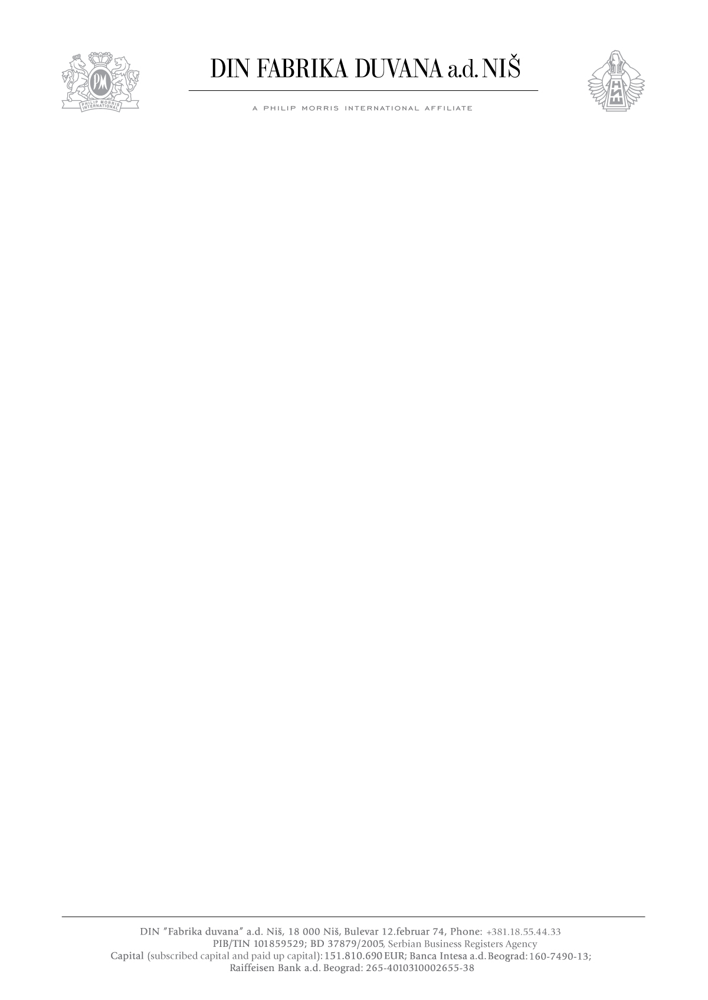 PM
PHILIP MORRIS
INTERNATIONAL
DIN FABRIKA DUVANA a.d. NIŠ
A PHILIP MORRIS INTERNATIONAL AFFILIATE
НИШ
DIN ″Fabrika duvana″ a.d. Niš, 18 000 Niš, Bulevar 12.februar 74, Phone: +381.18.55.44.33
PIB/TIN 101859529; BD 37879/2005, Serbian Business Registers Agency
Capital (subscribed capital and paid up capital): 151.810.690 EUR; Banca Intesa a.d. Beograd: 160-7490-13;
Raiffeisen Bank a.d. Beograd: 265-4010310002655-38